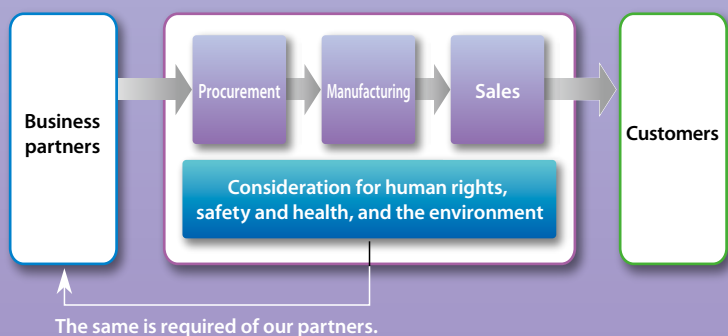 Business
partners
Procurement
Manufacturing
Sales
Customers
Consideration for human rights,
safety and health, and the environment
The same is required of our partners.